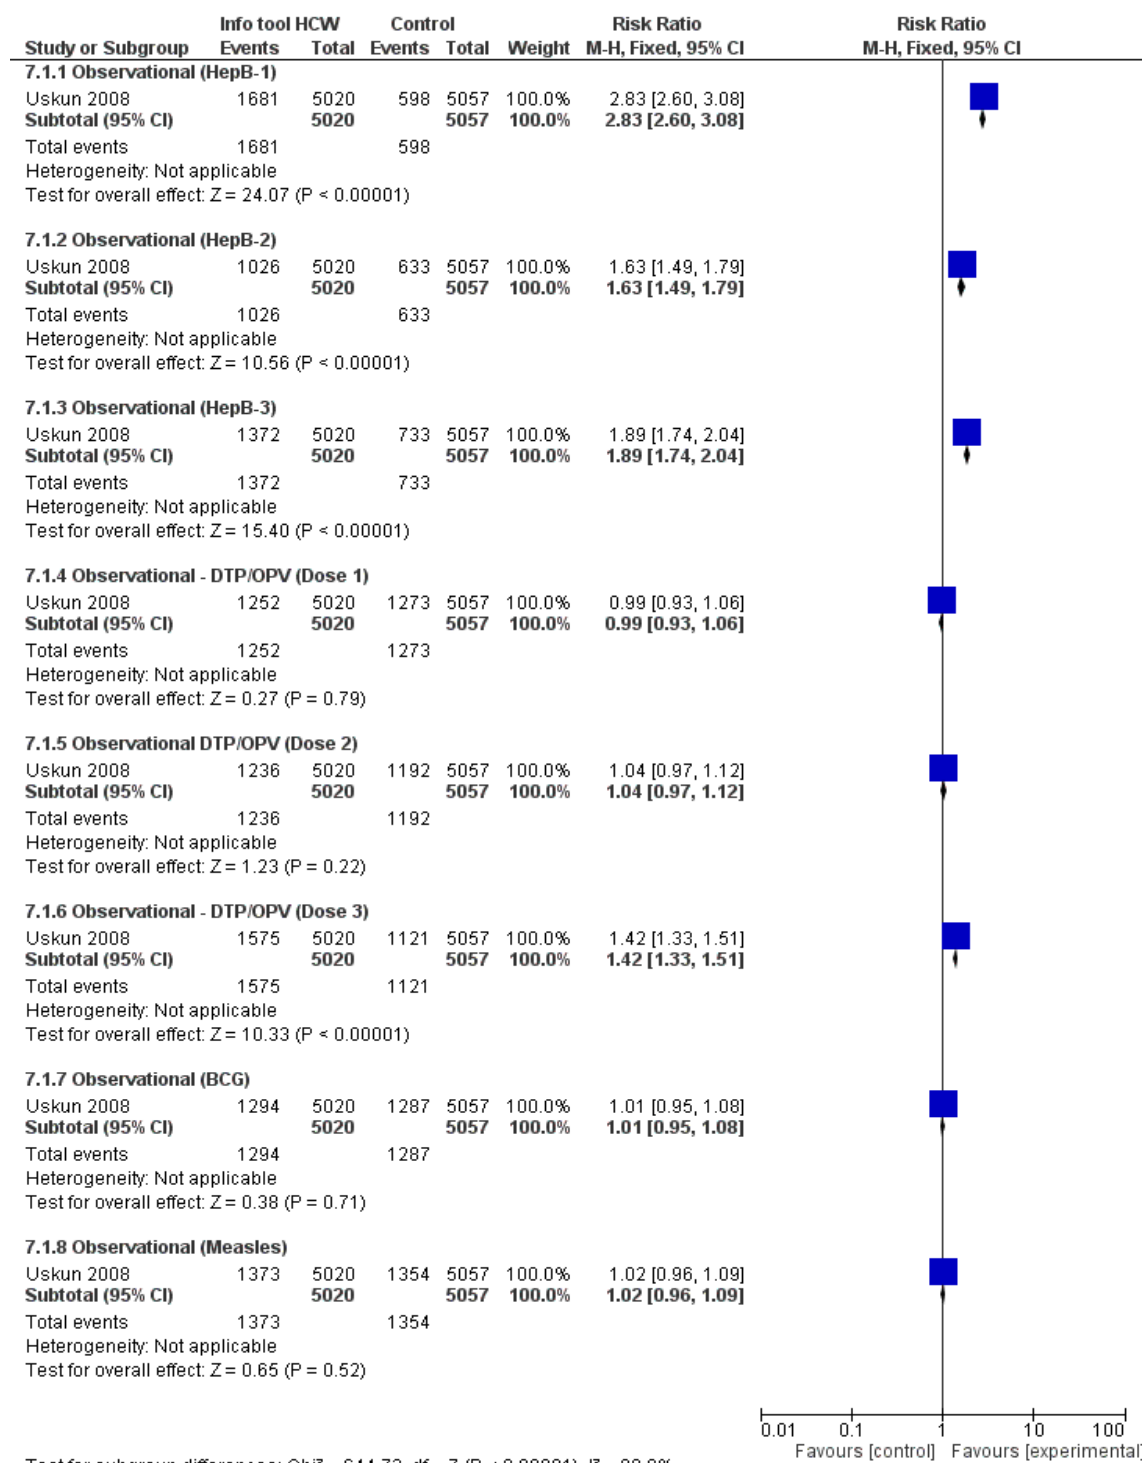 Info tool HCW Control Risk Ratio Risk Ratio
Study or Subgroup Events Total Events Total Weight M-H, Fixed, 95% CI M-H, Fixed, 95% CI
7.1.1 Observational (HepB-1)
Uskun 2008 1681 5020 598 5057 100.0% 2.83 [2.60, 3.08]
Subtotal (95% CI) 5020 5057 100.0% 2.83 [2.60, 3.08]
Total events 1681 598
Heterogeneity: Not applicable
Test for overall effect: Z = 24.07 (P < 0.00001)
7.1.2 Observational (HepB-2)
Uskun 2008 1026 5020 633 5057 100.0% 1.63 [1.49, 1.79]
Subtotal (95% CI) 5020 5057 100.0% 1.63 [1.49, 1.79]
Total events 1026 633
Heterogeneity: Not applicable
Test for overall effect: Z = 10.56 (P < 0.00001)
7.1.3 Observational (HepB-3)
Uskun 2008 1372 5020 733 5057 100.0% 1.89 [1.74, 2.04]
Subtotal (95% CI) 5020 5057 100.0% 1.89 [1.74, 2.04]
Total events 1372 733
Heterogeneity: Not applicable
Test for overall effect: Z = 15.40 (P < 0.00001)
7.1.4 Observational - DTP/OPV (Dose 1)
Uskun 2008 1252 5020 1273 5057 100.0% 0.99 [0.93, 1.06]
Subtotal (95% CI) 5020 5057 100.0% 0.99 [0.93, 1.06]
Total events 1252 1273
Heterogeneity: Not applicable
Test for overall effect: Z = 0.27 (P = 0.79)
7.1.5 Observational DTP/OPV (Dose 2)
Uskun 2008 1236 5020 1192 5057 100.0% 1.04 [0.97, 1.12]
Subtotal (95% CI) 5020 5057 100.0% 1.04 [0.97, 1.12]
Total events 1236 1192
Heterogeneity: Not applicable
Test for overall effect: Z = 1.23 (P = 0.22)
7.1.6 Observational - DTP/OPV (Dose 3)
Uskun 2008 1575 5020 1121 5057 100.0% 1.42 [1.33, 1.51]
Subtotal (95% CI) 5020 5057 100.0% 1.42 [1.33, 1.51]
Total events 1575 1121
Heterogeneity: Not applicable
Test for overall effect: Z = 10.33 (P < 0.00001)
7.1.7 Observational (BCG)
Uskun 2008 1294 5020 1287 5057 100.0% 1.01 [0.95, 1.08]
Subtotal (95% CI) 5020 5057 100.0% 1.01 [0.95, 1.08]
Total events 1294 1287
Heterogeneity: Not applicable
Test for overall effect: Z = 0.38 (P = 0.71)
7.1.8 Observational (Measles)
Uskun 2008 1373 5020 1354 5057 100.0% 1.02 [0.96, 1.09]
Subtotal (95% CI) 5020 5057 100.0% 1.02 [0.96, 1.09]
Total events 1373 1354
Heterogeneity: Not applicable
Test for overall effect: Z = 0.65 (P = 0.52)
0.01 0.1 1 10 100
Favours [control] Favours [experimental]
Test for subgroup differences: